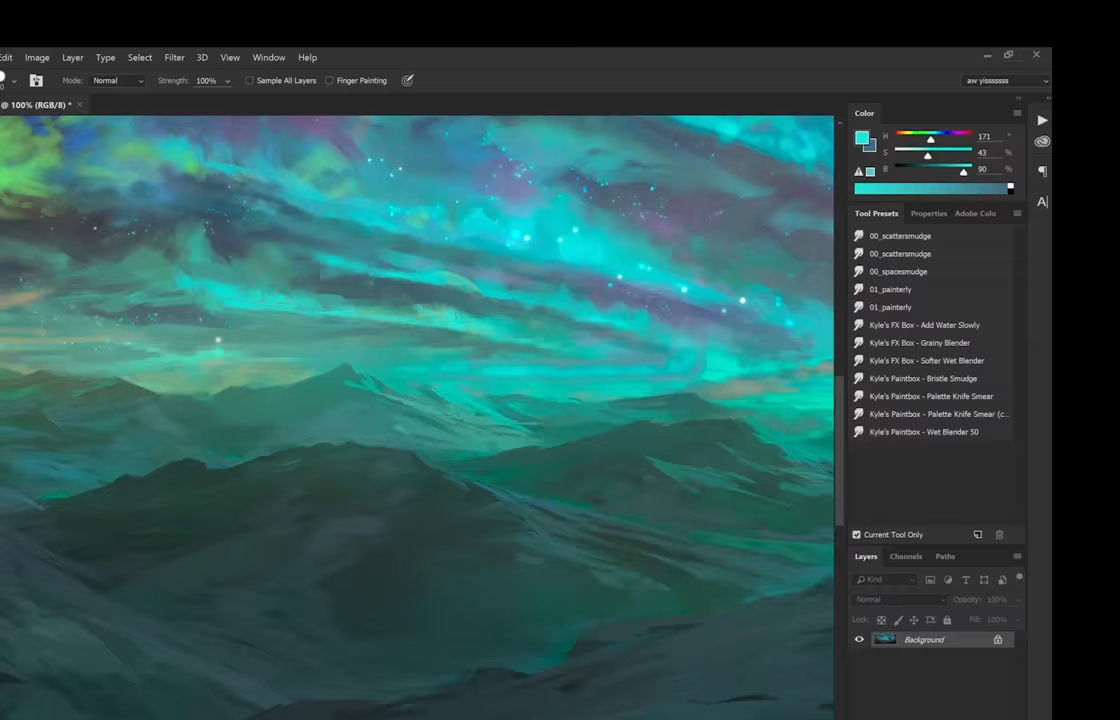 Edit Image Layer Type Select Filter 3D View Window Help
Mode: Normal Strength: 100% Sample All Layers Finger Painting aw yisssssss
@ 100% (RGB/8) *
Color
H 171 °
S 43 %
B 90 %
Tool Presets Properties Adobe Colo
00_scattersmudge
00_scattersmudge
00_spacesmudge
01_painterly
01_painterly
Kyle's FX Box - Add Water Slowly
Kyle's FX Box - Grainy Blender
Kyle's FX Box - Softer Wet Blender
Kyle's Paintbox - Bristle Smudge
Kyle's Paintbox - Palette Knife Smear
Kyle's Paintbox - Palette Knife Smear (c...
Kyle's Paintbox - Wet Blender 50
Current Tool Only
Layers Channels Paths
Kind
Normal Opacity: 100%
Lock: Fill: 100%
Background